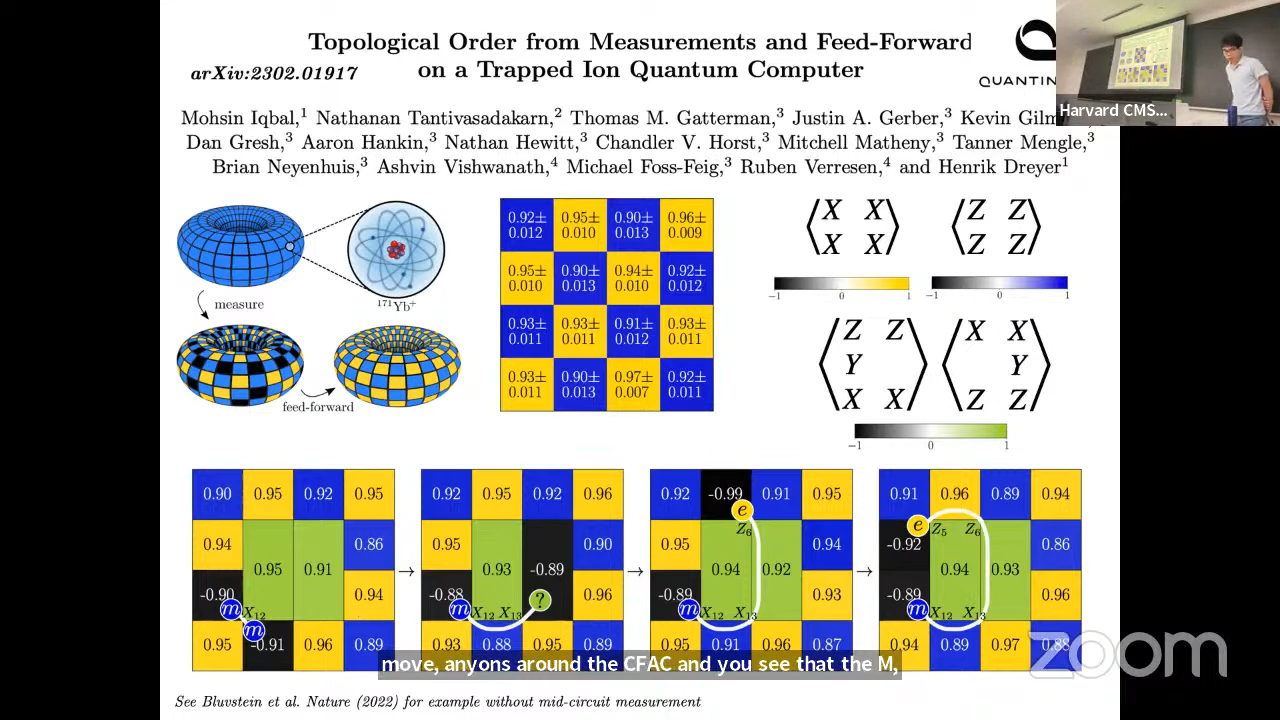 Topological Order from Measurements and Feed-Forward
arXiv:2302.01917
on a Trapped Ion Quantum Computer
QUANTIN
Harvard CMS...
Mohsin Iqbal,¹ Nathanan Tantivasadakarn,² Thomas M. Gatterman,³ Justin A. Gerber,³ Kevin Gilm
Dan Gresh,³ Aaron Hankin,³ Nathan Hewitt,³ Chandler V. Horst,³ Mitchell Matheny,³ Tanner Mengle,³
Brian Neyenhuis,³ Ashvin Vishwanath,⁴ Michael Foss-Feig,³ Ruben Verresen,⁴ and Henrik Dreyer¹
measure
¹⁷¹Yb⁺
feed-forward
0.92± 0.95± 0.90± 0.96±
0.012 0.010 0.013 0.009
0.95± 0.90± 0.94± 0.92±
0.010 0.013 0.010 0.012
0.93± 0.93± 0.91± 0.93±
0.011 0.011 0.012 0.011
0.93± 0.90± 0.97± 0.92±
0.011 0.013 0.007 0.011
X X
X X
Z Z
Z Z
−1 0 1
−1 0 1
Z Z
Y
X X
X X
Y
Z Z
−1 0 1
0.90 0.95 0.92 0.95
0.94 0.86
0.95 0.91
-0.90 0.94
m X₁₂
m
0.95 -0.91 0.96 0.89
→
0.92 0.95 0.92 0.96
0.95 0.90
0.93 -0.89
-0.88 0.96
m X₁₂ X₁₃ ?
0.93 0.88 0.95 0.89
→
0.92 -0.99 0.91 0.95
e
Z₆
0.95 0.94
0.94 0.92
-0.89 0.93
m X₁₂ X₁₃
0.95 0.91 0.96 0.87
→
0.91 0.96 0.89 0.94
e Z₅ Z₆
-0.92 0.86
0.94 0.93
-0.89 0.96
m X₁₂ X₁₃
0.94 0.89 0.97 0.88
move, anyons around the CFAC and you see that the M,
zoom
See Bluvstein et al. Nature (2022) for example without mid-circuit measurement